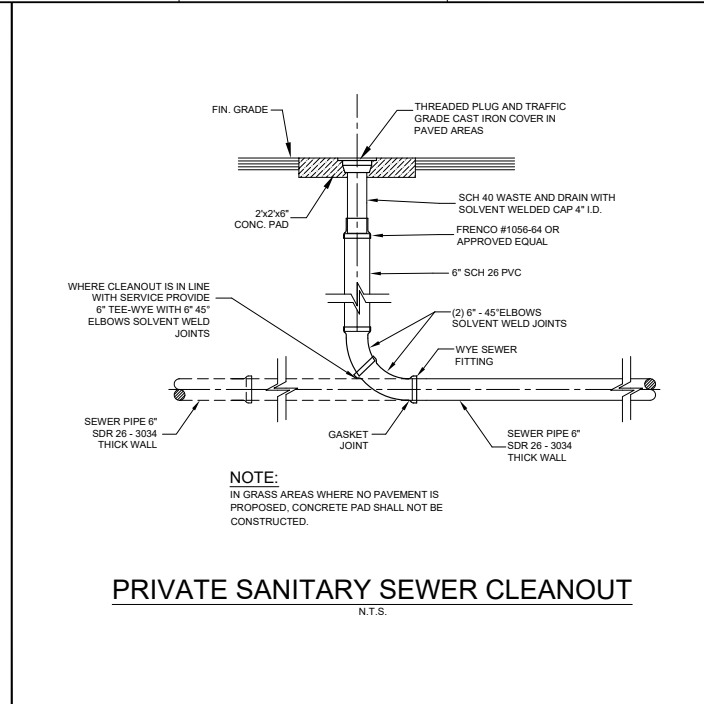 FIN. GRADE
THREADED PLUG AND TRAFFIC
GRADE CAST IRON COVER IN
PAVED AREAS
2'x2'x6"
CONC. PAD
SCH 40 WASTE AND DRAIN WITH
SOLVENT WELDED CAP 4" I.D.
FRENCO #1056-64 OR
APPROVED EQUAL
6" SCH 26 PVC
WHERE CLEANOUT IS IN LINE
WITH SERVICE PROVIDE
6" TEE-WYE WITH 6" 45°
ELBOWS SOLVENT WELD
JOINTS
(2) 6" - 45°ELBOWS
SOLVENT WELD JOINTS
WYE SEWER
FITTING
SEWER PIPE 6"
SDR 26 - 3034
THICK WALL
GASKET
JOINT
SEWER PIPE 6"
SDR 26 - 3034
THICK WALL
NOTE:
IN GRASS AREAS WHERE NO PAVEMENT IS
PROPOSED, CONCRETE PAD SHALL NOT BE
CONSTRUCTED.
PRIVATE SANITARY SEWER CLEANOUT
N.T.S.